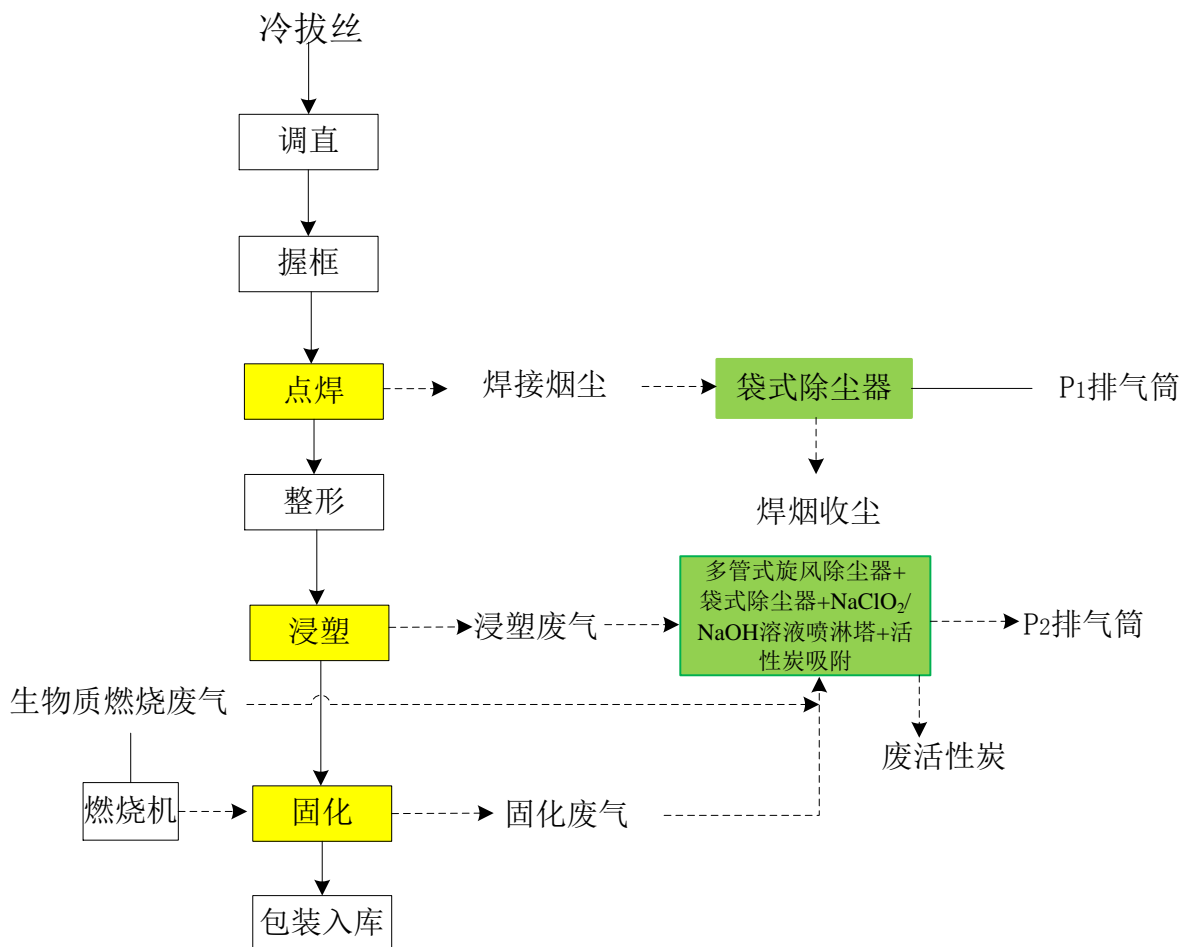 冷拔丝
调直
握框
点焊
焊接烟尘
袋式除尘器
P1排气筒
整形
焊烟收尘
多管式旋风除尘器+
袋式除尘器+NaClO₂/
NaOH溶液喷淋塔+活
性炭吸附
浸塑
浸塑废气
P2排气筒
生物质燃烧废气
废活性炭
燃烧机
固化
固化废气
包装入库